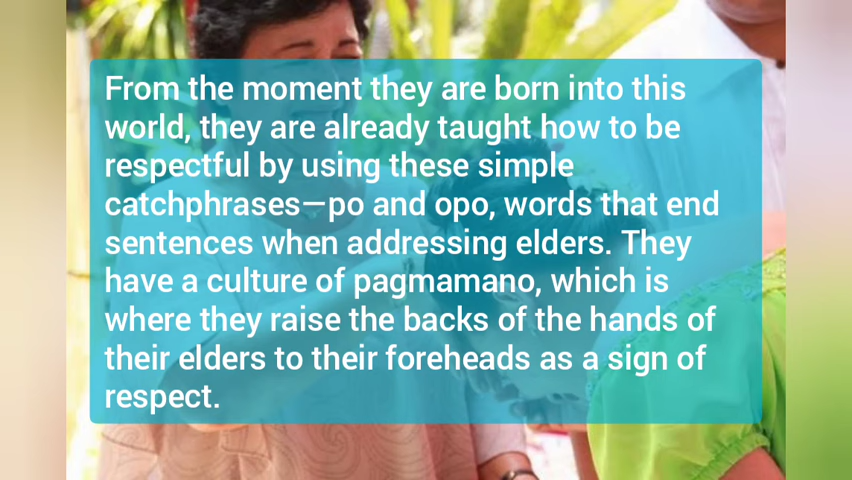 From the moment they are born into this
world, they are already taught how to be
respectful by using these simple
catchphrases—po and opo, words that end
sentences when addressing elders. They
have a culture of pagmamano, which is
where they raise the backs of the hands of
their elders to their foreheads as a sign of
respect.